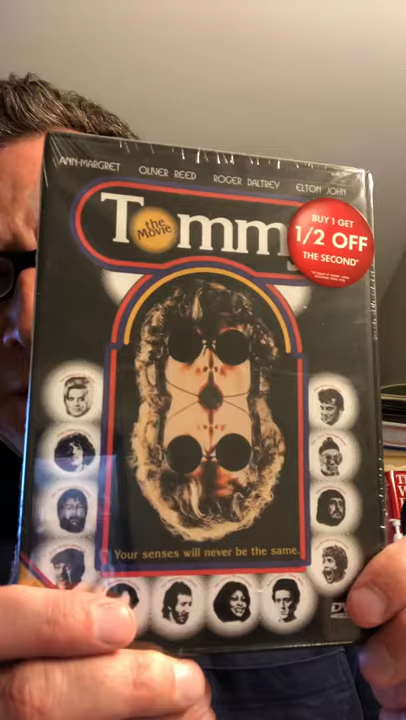 ANN-MARGRET OLIVER REED ROGER DALTREY ELTON JOHN
Tomm
the Movie
BUY 1 GET
1/2 OFF
THE SECOND*
Your senses will never be the same.